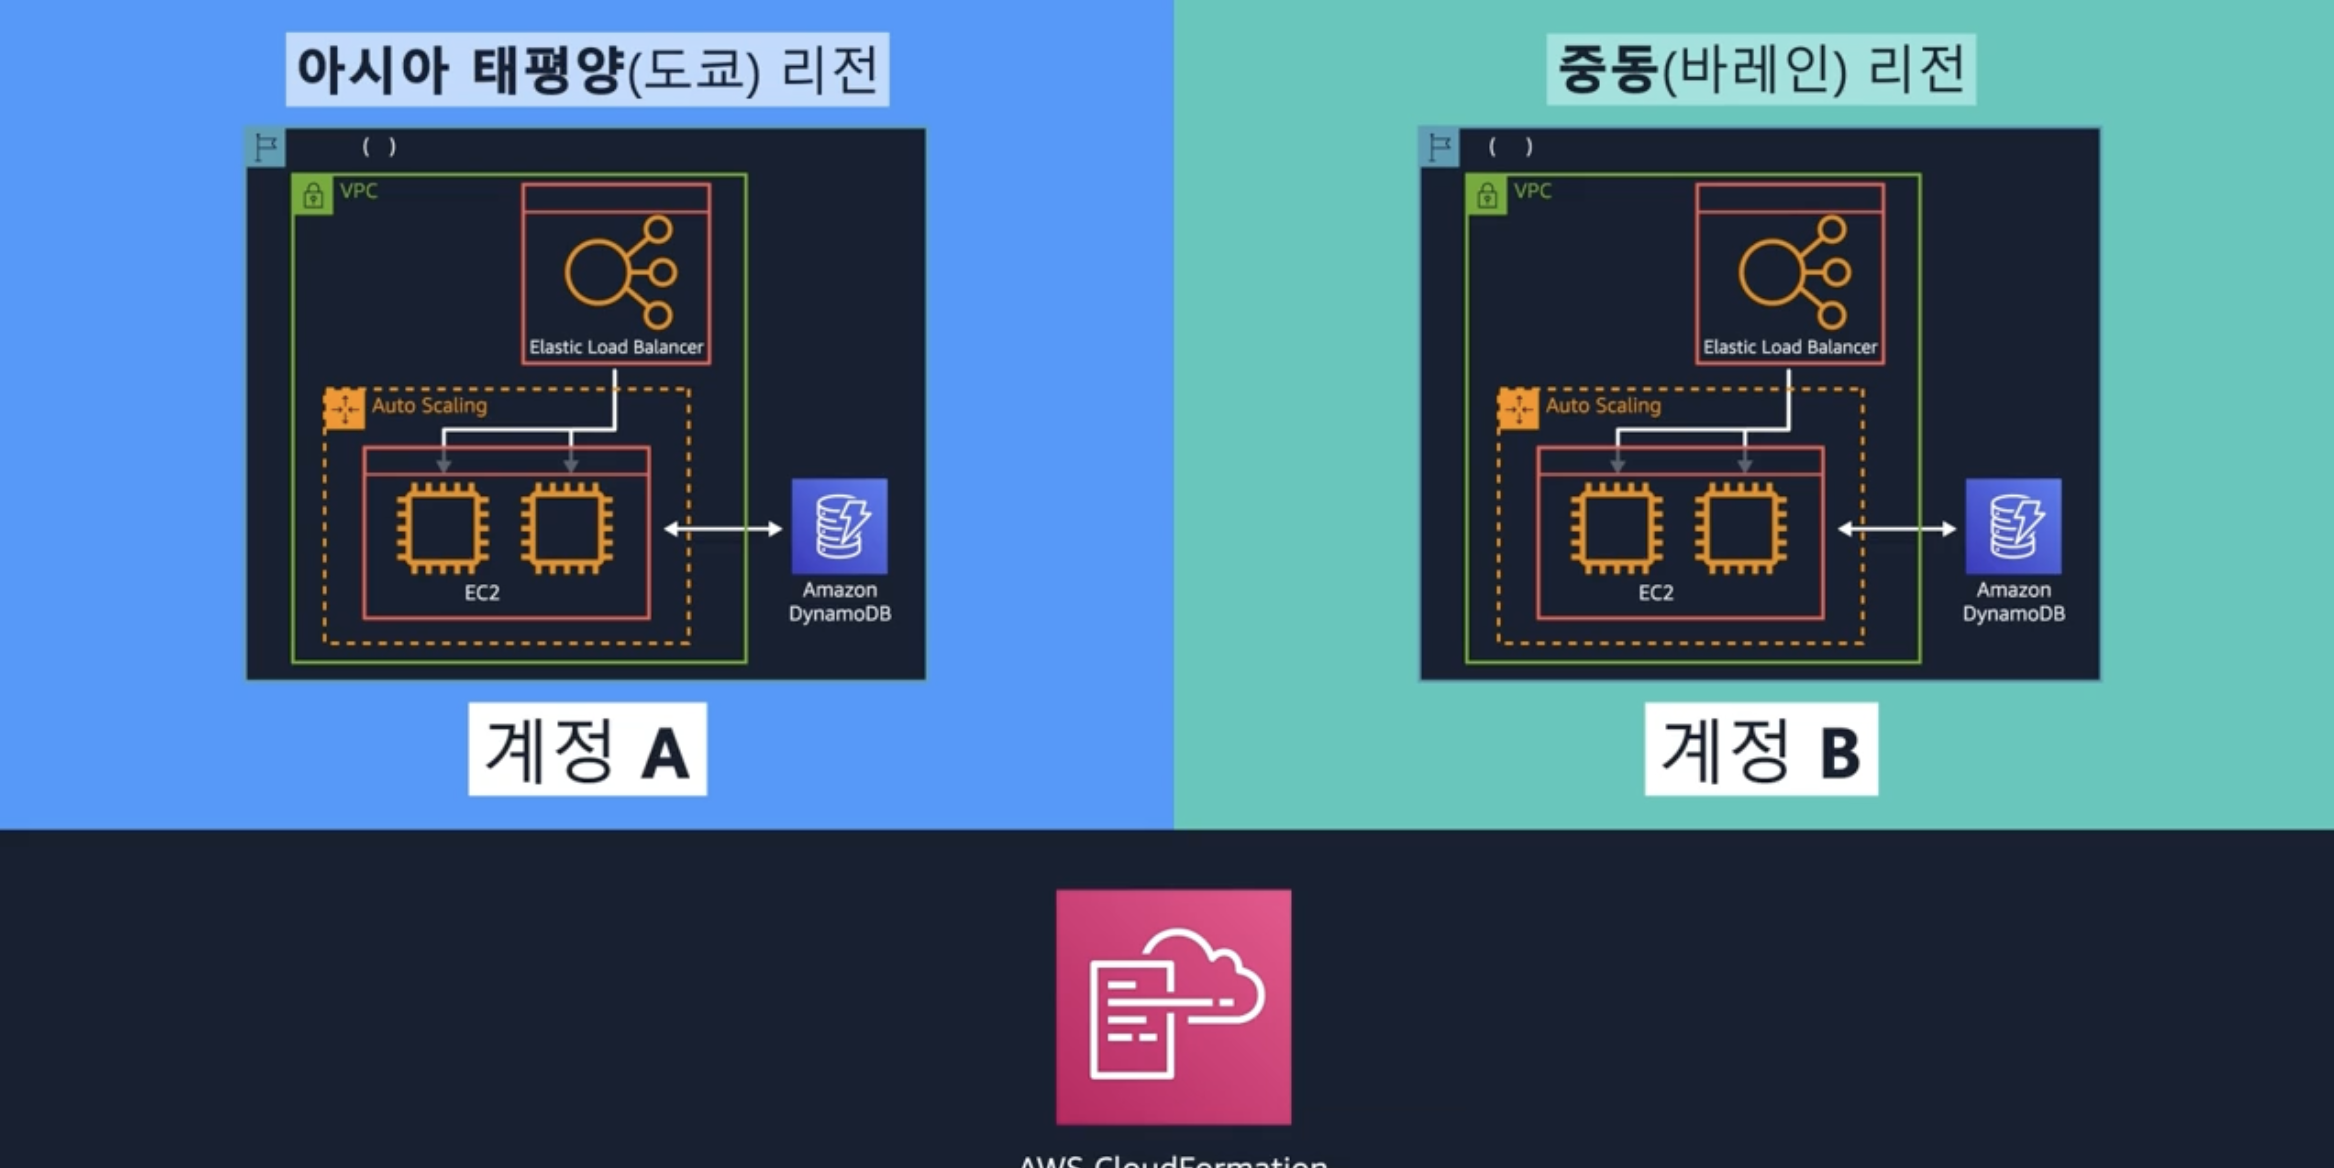 아시아 태평양(도쿄) 리전
( )
VPC
Elastic Load Balancer
Auto Scaling
EC2
Amazon
DynamoDB
계정 A
중동(바레인) 리전
( )
VPC
Elastic Load Balancer
Auto Scaling
EC2
Amazon
DynamoDB
계정 B
AWS CloudFormation